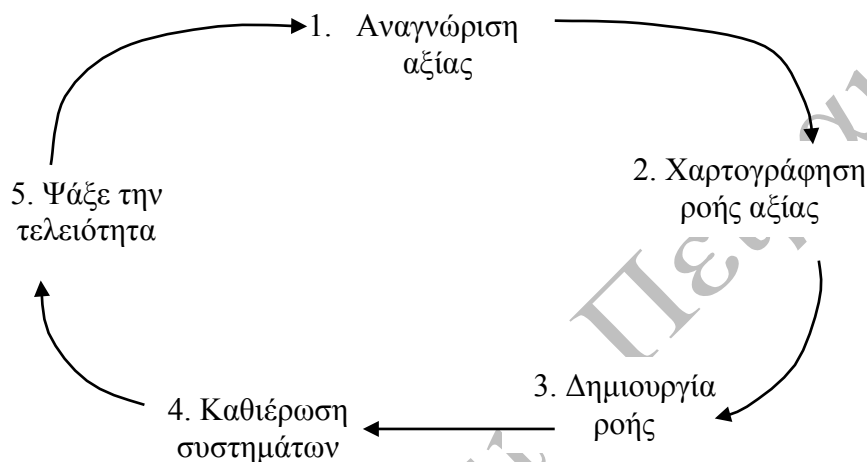 1. Αναγνώριση
αξίας
2. Χαρτογράφηση
ροής αξίας
3. Δημιουργία
ροής
4. Καθιέρωση
συστημάτων
5. Ψάξε την
τελειότητα